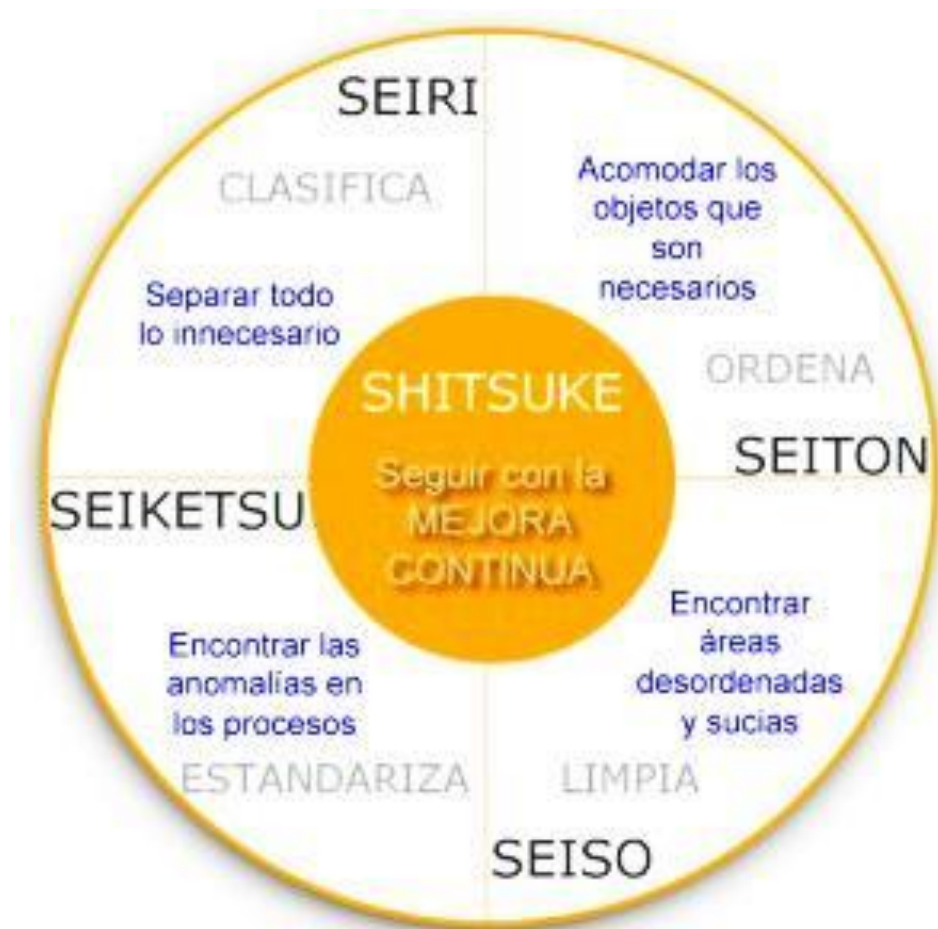 SEIRI
CLASIFICA
Separar todo
lo innecesario
Acomodar los
objetos que
son
necesarios
ORDENA
SEITON
SHITSUKE
Seguir con la
MEJORA
CONTINUA
SEIKETSU
Encontrar las
anomalías en
los procesos
ESTANDARIZA
Encontrar
áreas
desordenadas
y sucias
LIMPIA
SEISO